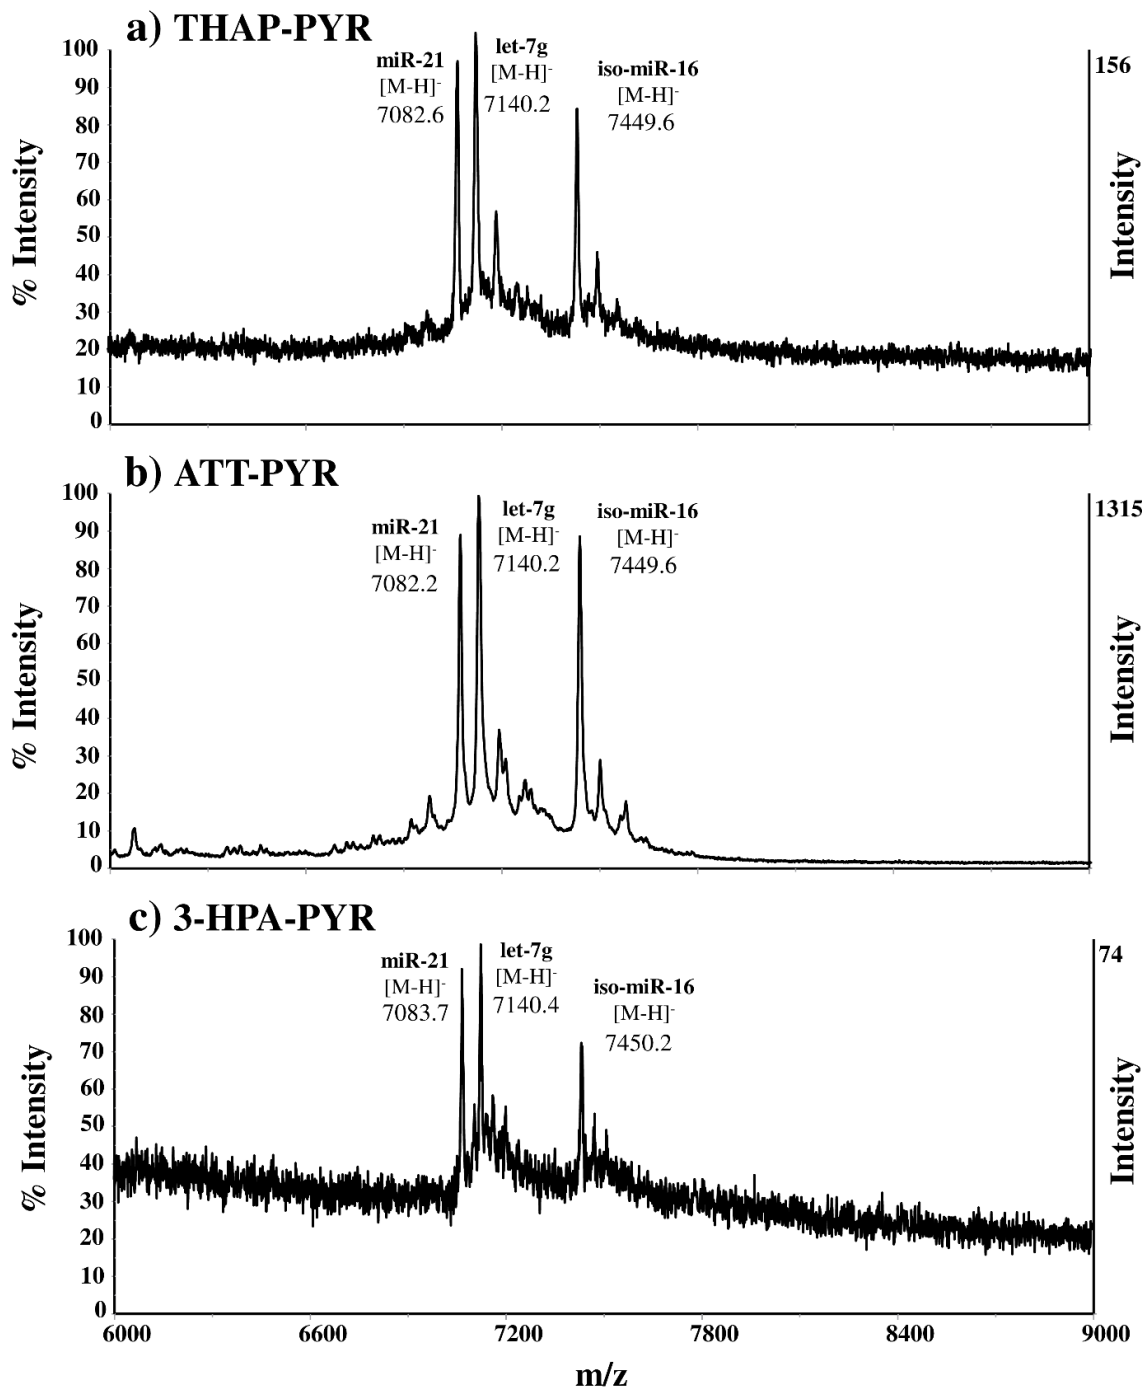 a) THAP-PYR
miR-21
[M-H]-
7082.6
let-7g
[M-H]-
7140.2
iso-miR-16
[M-H]-
7449.6
156
100
90
80
70
60
50
40
30
20
10
0
% Intensity
Intensity
b) ATT-PYR
miR-21
[M-H]-
7082.2
let-7g
[M-H]-
7140.2
iso-miR-16
[M-H]-
7449.6
1315
100
90
80
70
60
50
40
30
20
10
0
% Intensity
Intensity
c) 3-HPA-PYR
miR-21
[M-H]-
7083.7
let-7g
[M-H]-
7140.4
iso-miR-16
[M-H]-
7450.2
74
100
90
80
70
60
50
40
30
20
10
0
% Intensity
Intensity
6000 6600 7200 7800 8400 9000
m/z